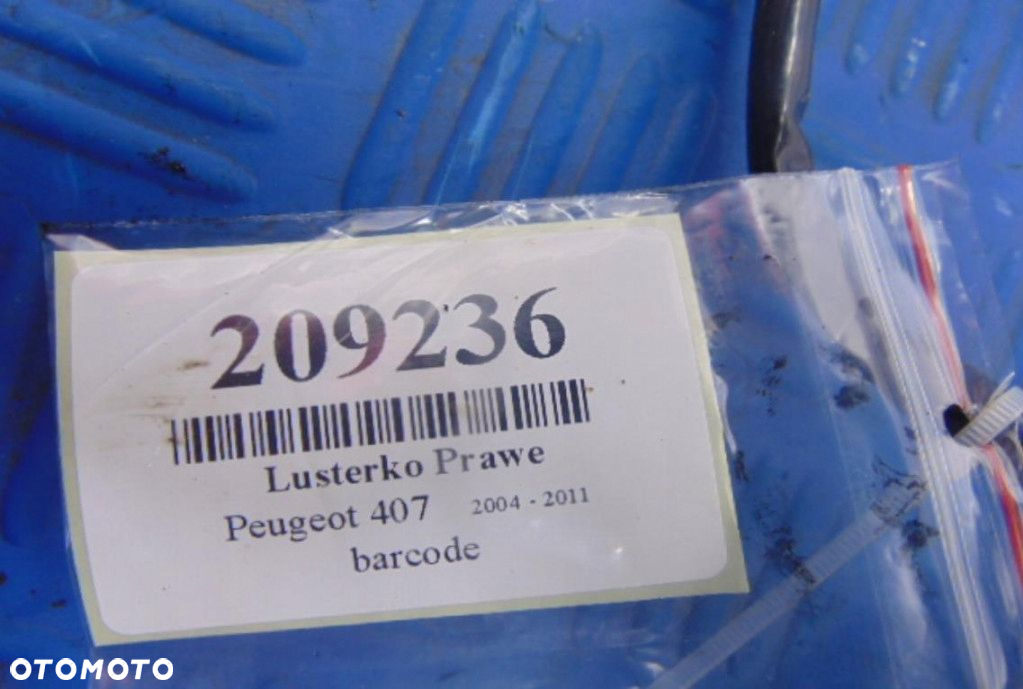 209236
Lusterko Prawe
Peugeot 407 2004 - 2011
barcode
OTOMOTO